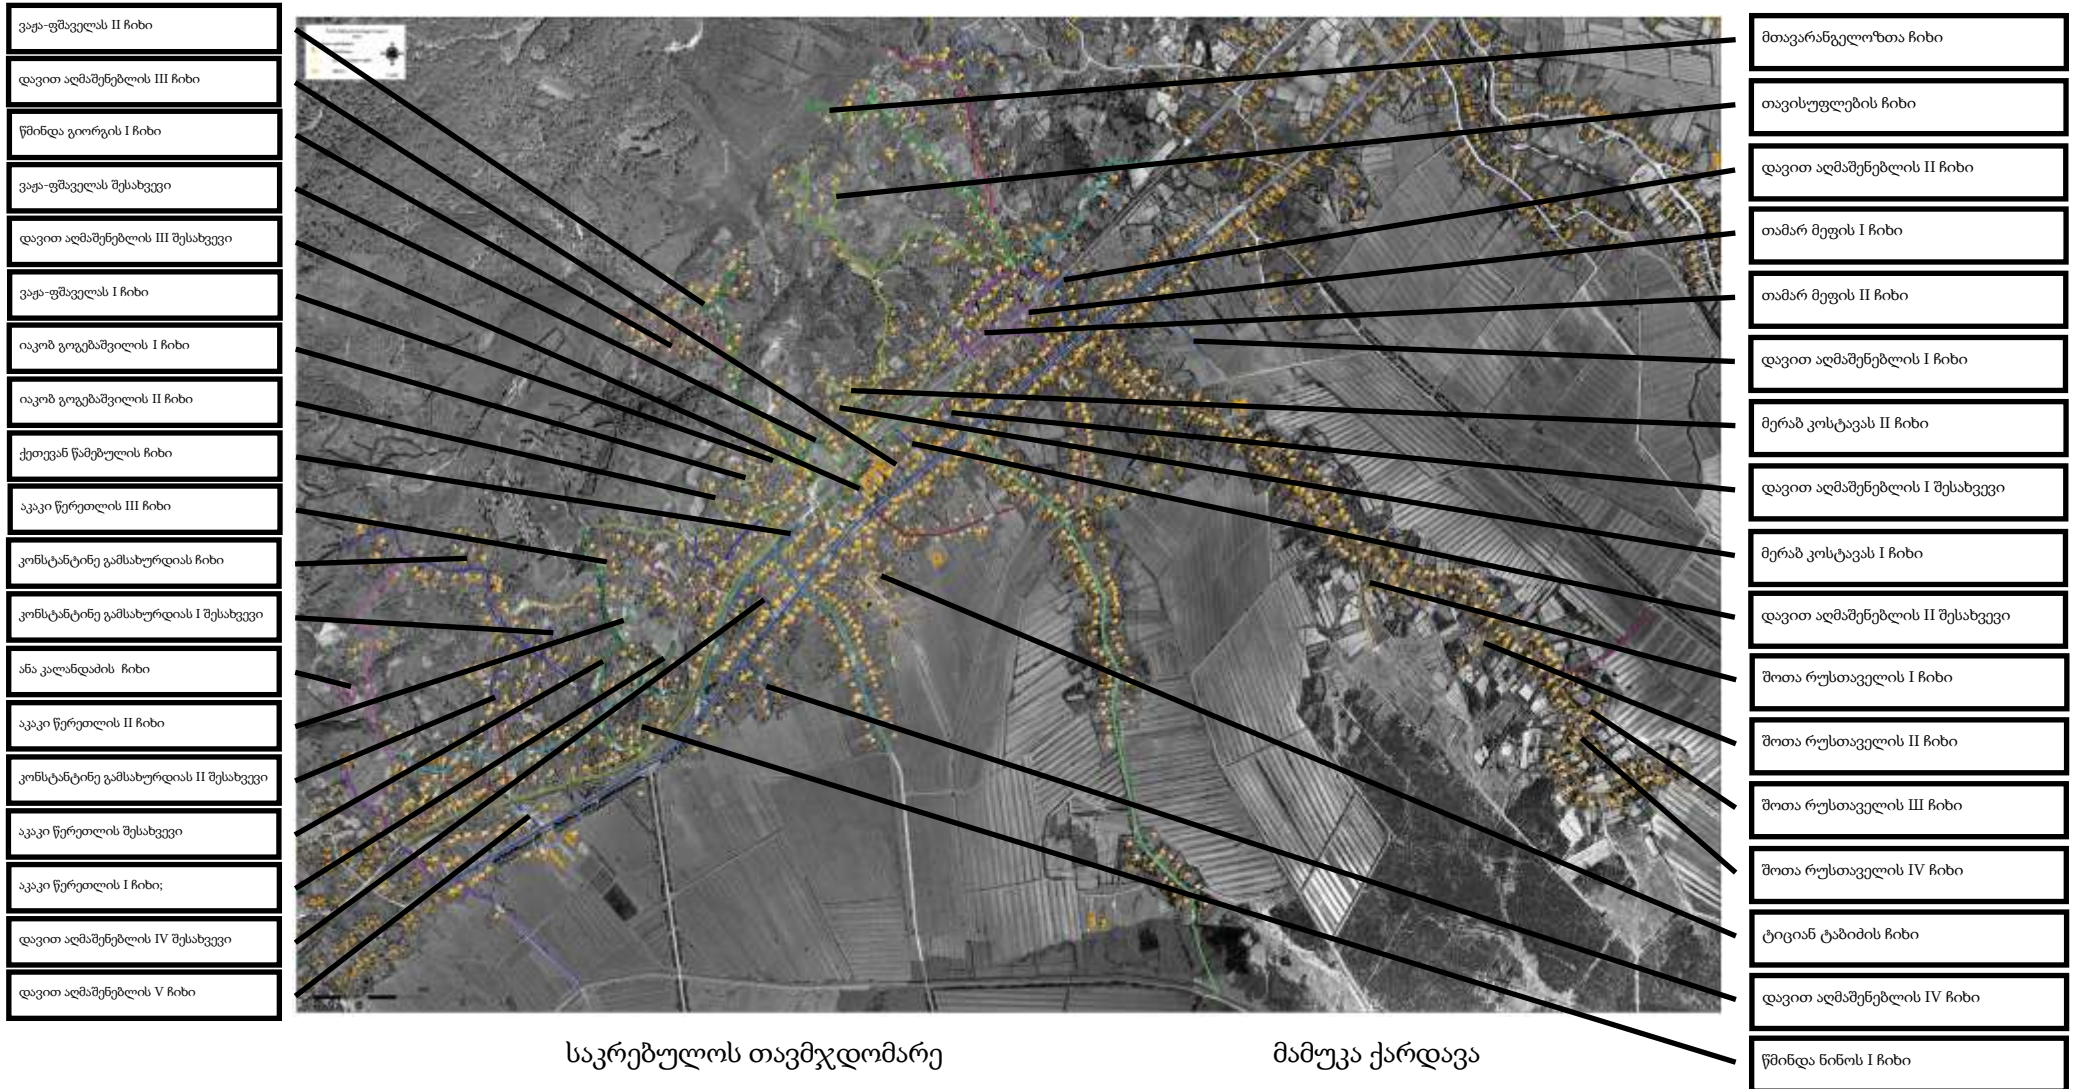 ვაჟა-ფშაველას II ჩიხი
დავით აღმაშენებლის III ჩიხი
წმინდა გიორგის I ჩიხი
ვაჟა-ფშაველას შესახვევი
დავით აღმაშენებლის III შესახვევი
ვაჟა-ფშაველას I ჩიხი
იაკობ გოგებაშვილის I ჩიხი
იაკობ გოგებაშვილის II ჩიხი
ქეთევან წამებულის ჩიხი
აკაკი წერეთლის III ჩიხი
კონსტანტინე გამსახურდიას ჩიხი
კონსტანტინე გამსახურდიას I შესახვევი
ანა კალანდაძის ჩიხი
აკაკი წერეთლის II ჩიხი
კონსტანტინე გამსახურდიას II შესახვევი
აკაკი წერეთლის შესახვევი
აკაკი წერეთლის I ჩიხი;
დავით აღმაშენებლის IV შესახვევი
დავით აღმაშენებლის V ჩიხი
მთავარანგელოზთა ჩიხი
თავისუფლების ჩიხი
დავით აღმაშენებლის II ჩიხი
თამარ მეფის I ჩიხი
თამარ მეფის II ჩიხი
დავით აღმაშენებლის I ჩიხი
მერაბ კოსტავას II ჩიხი
დავით აღმაშენებლის I შესახვევი
მერაბ კოსტავას I ჩიხი
დავით აღმაშენებლის II შესახვევი
შოთა რუსთაველის I ჩიხი
შოთა რუსთაველის II ჩიხი
შოთა რუსთაველის III ჩიხი
შოთა რუსთაველის IV ჩიხი
ტიციან ტაბიძის ჩიხი
დავით აღმაშენებლის IV ჩიხი
წმინდა ნინოს I ჩიხი
საკრებულოს თავმჯდომარე მამუკა ქარდავა